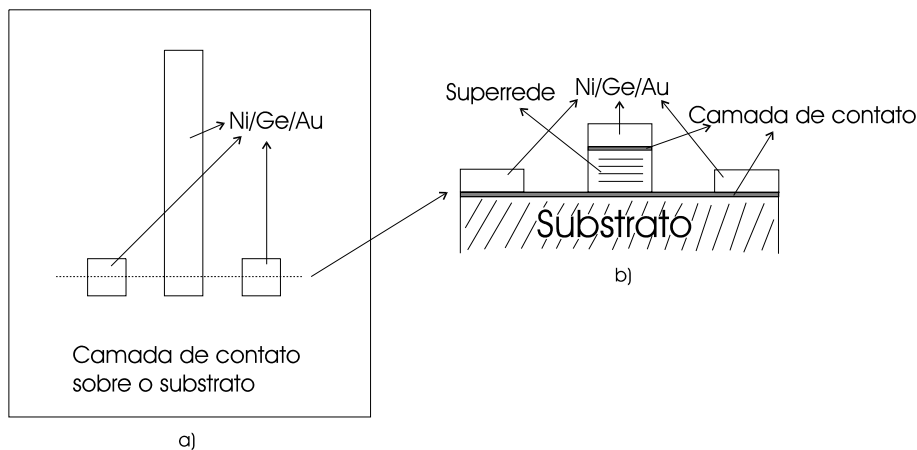 Ni/Ge/Au
Camada de contato
sobre o substrato
a)
Superrede
Ni/Ge/Au
Camada de contato
Substrato
b)